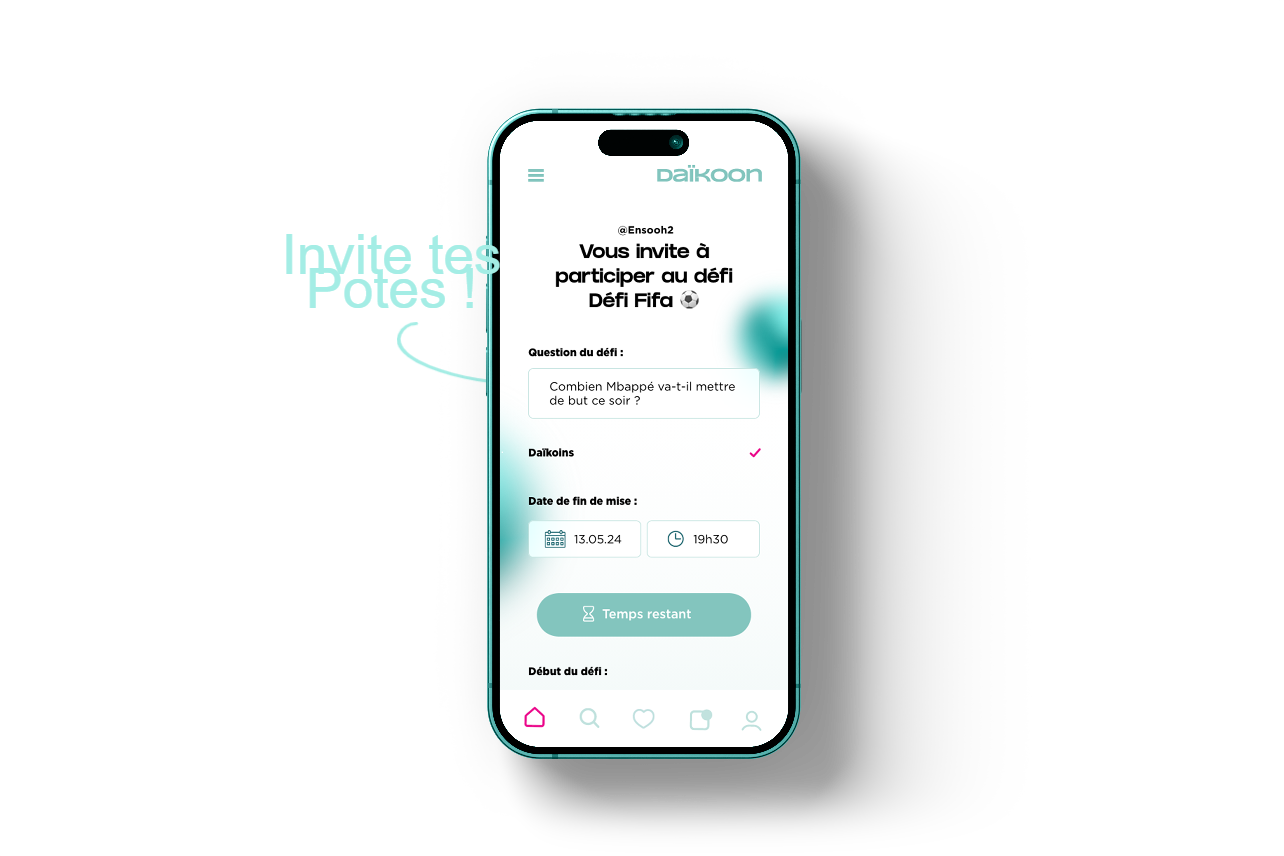 Daïkoon
@Ensooh2
Vous invite à
participer au défi
Défi Fifa ⚽
Invite tes
Potes !
Question du défi :
Combien Mbappé va-t-il mettre
de but ce soir ?
Daïkoins
Date de fin de mise :
13.05.24
19h30
Temps restant
Début du défi :